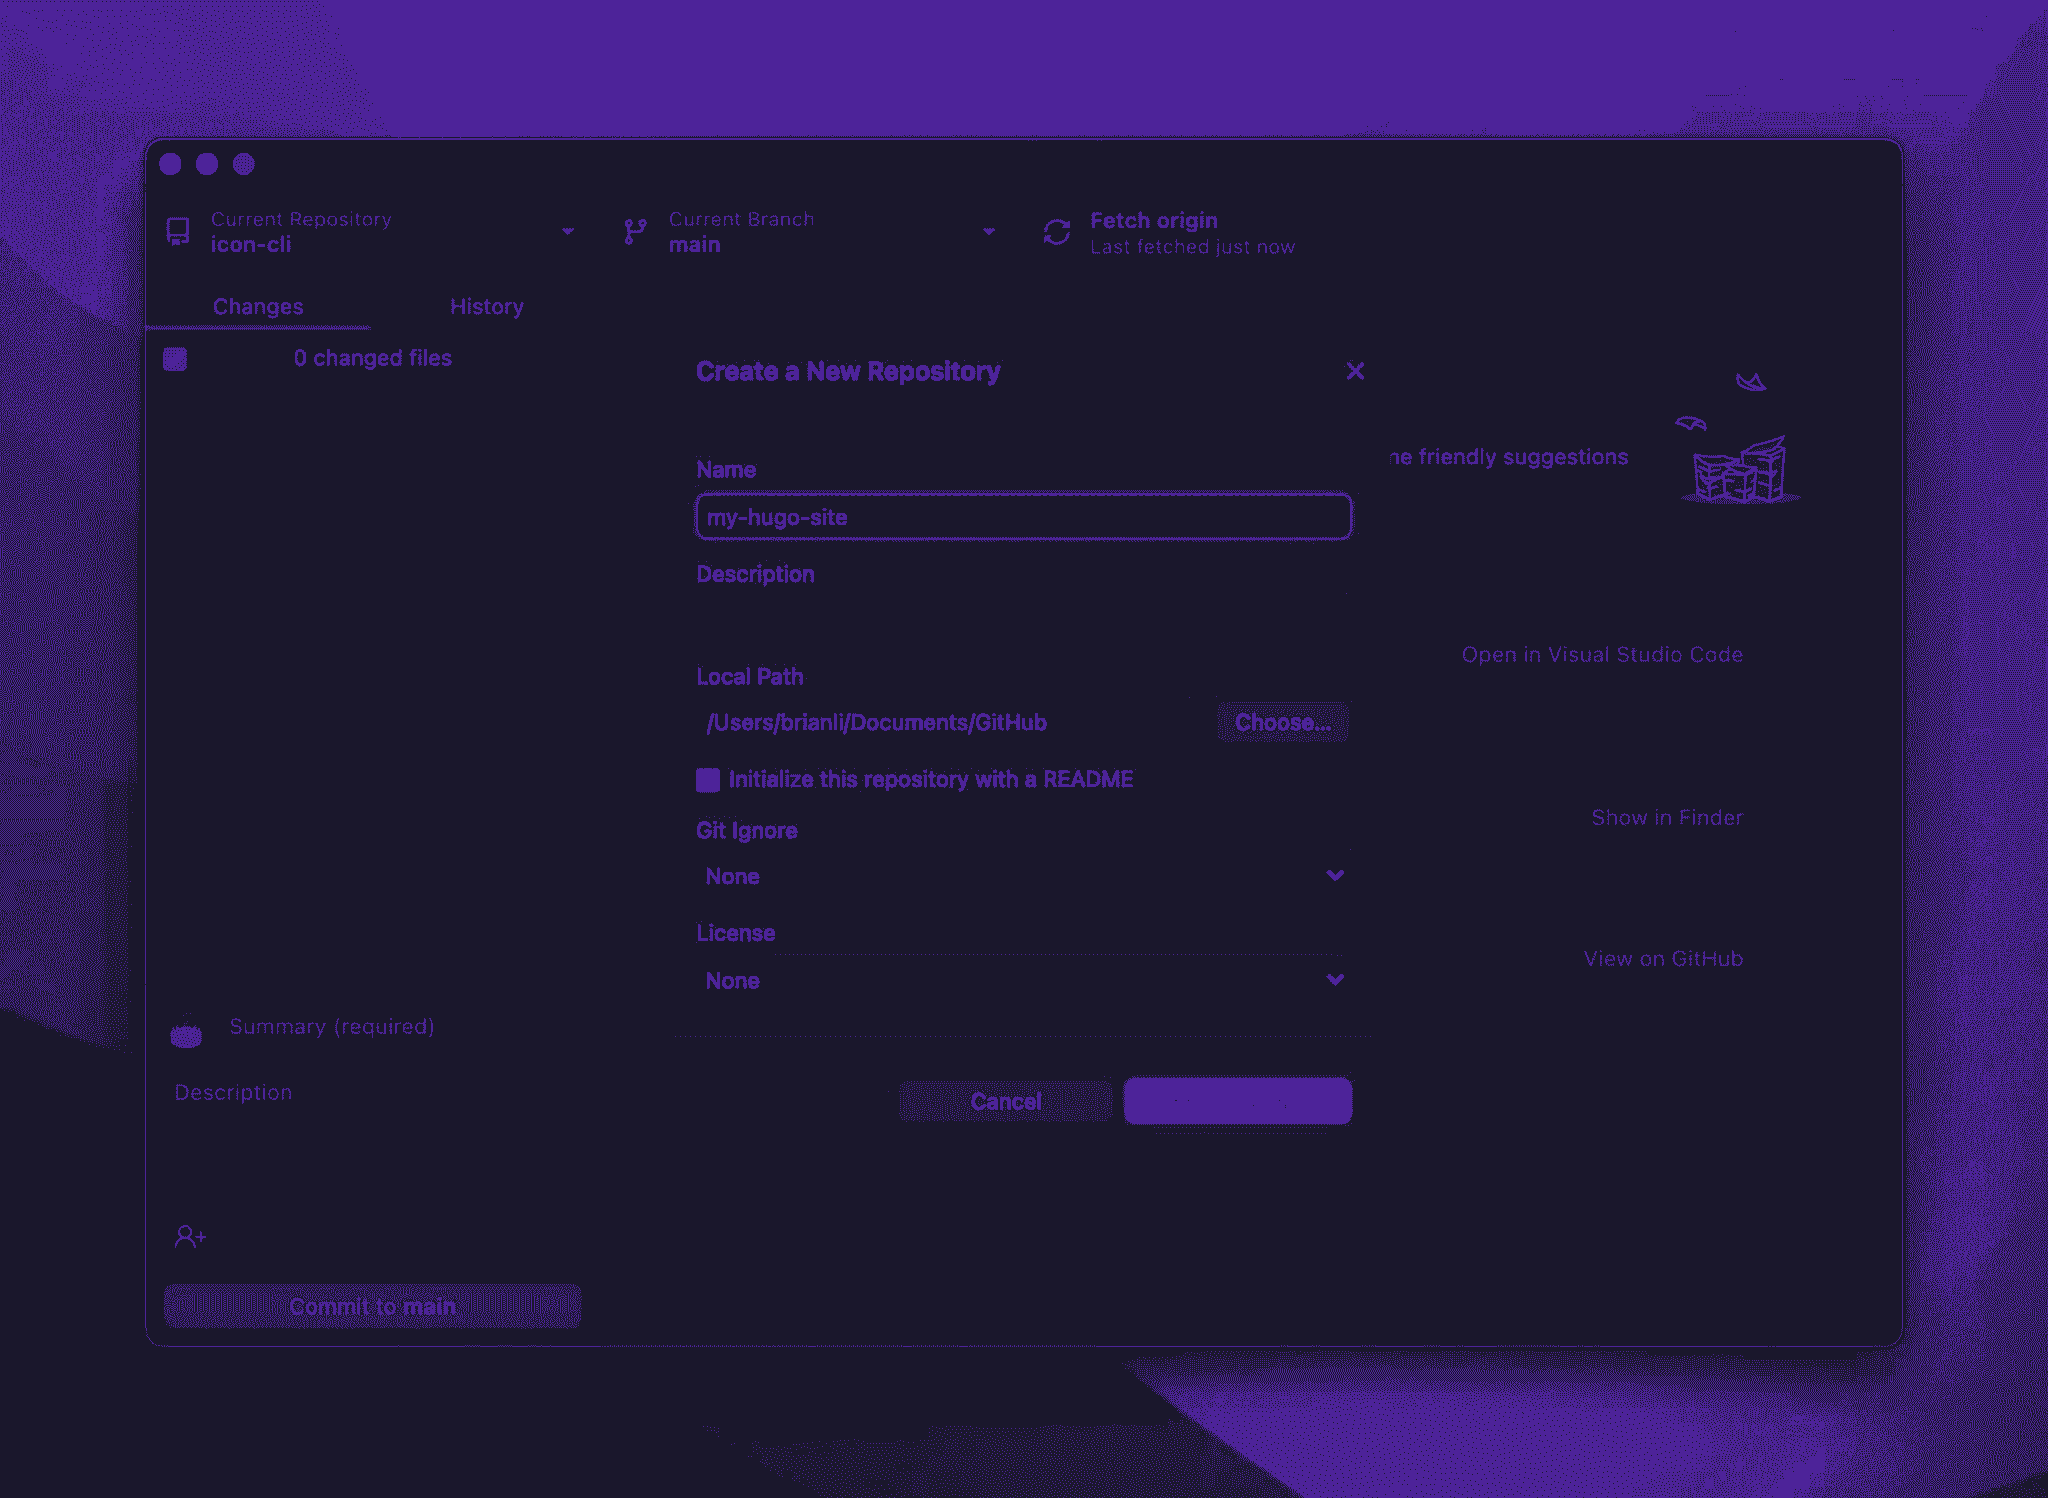 Current Repository
icon-cli
Current Branch
main
Fetch origin
Last fetched just now
Changes
History
0 changed files
Create a New Repository
Name
my-hugo-site
Description
Local Path
/Users/brianli/Documents/GitHub
Choose...
Initialize this repository with a README
Git Ignore
None
License
None
Cancel
friendly suggestions
Open in Visual Studio Code
Show in Finder
View on GitHub
Summary (required)
Description
Commit to main